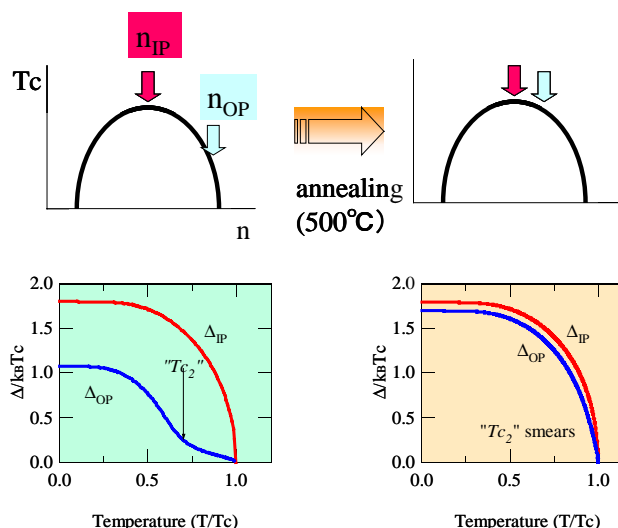 n_IP
Tc
n_OP
n
annealing
(500℃)
2.0
1.5
1.0
0.5
0.0
Δ/k_BTc
Δ_IP
"Tc_2"
Δ_OP
0.0
0.5
1.0
Temperature (T/Tc)
2.0
1.5
1.0
0.5
0.0
Δ/k_BTc
Δ_IP
Δ_OP
"Tc_2" smears
0.0
0.5
1.0
Temperature (T/Tc)